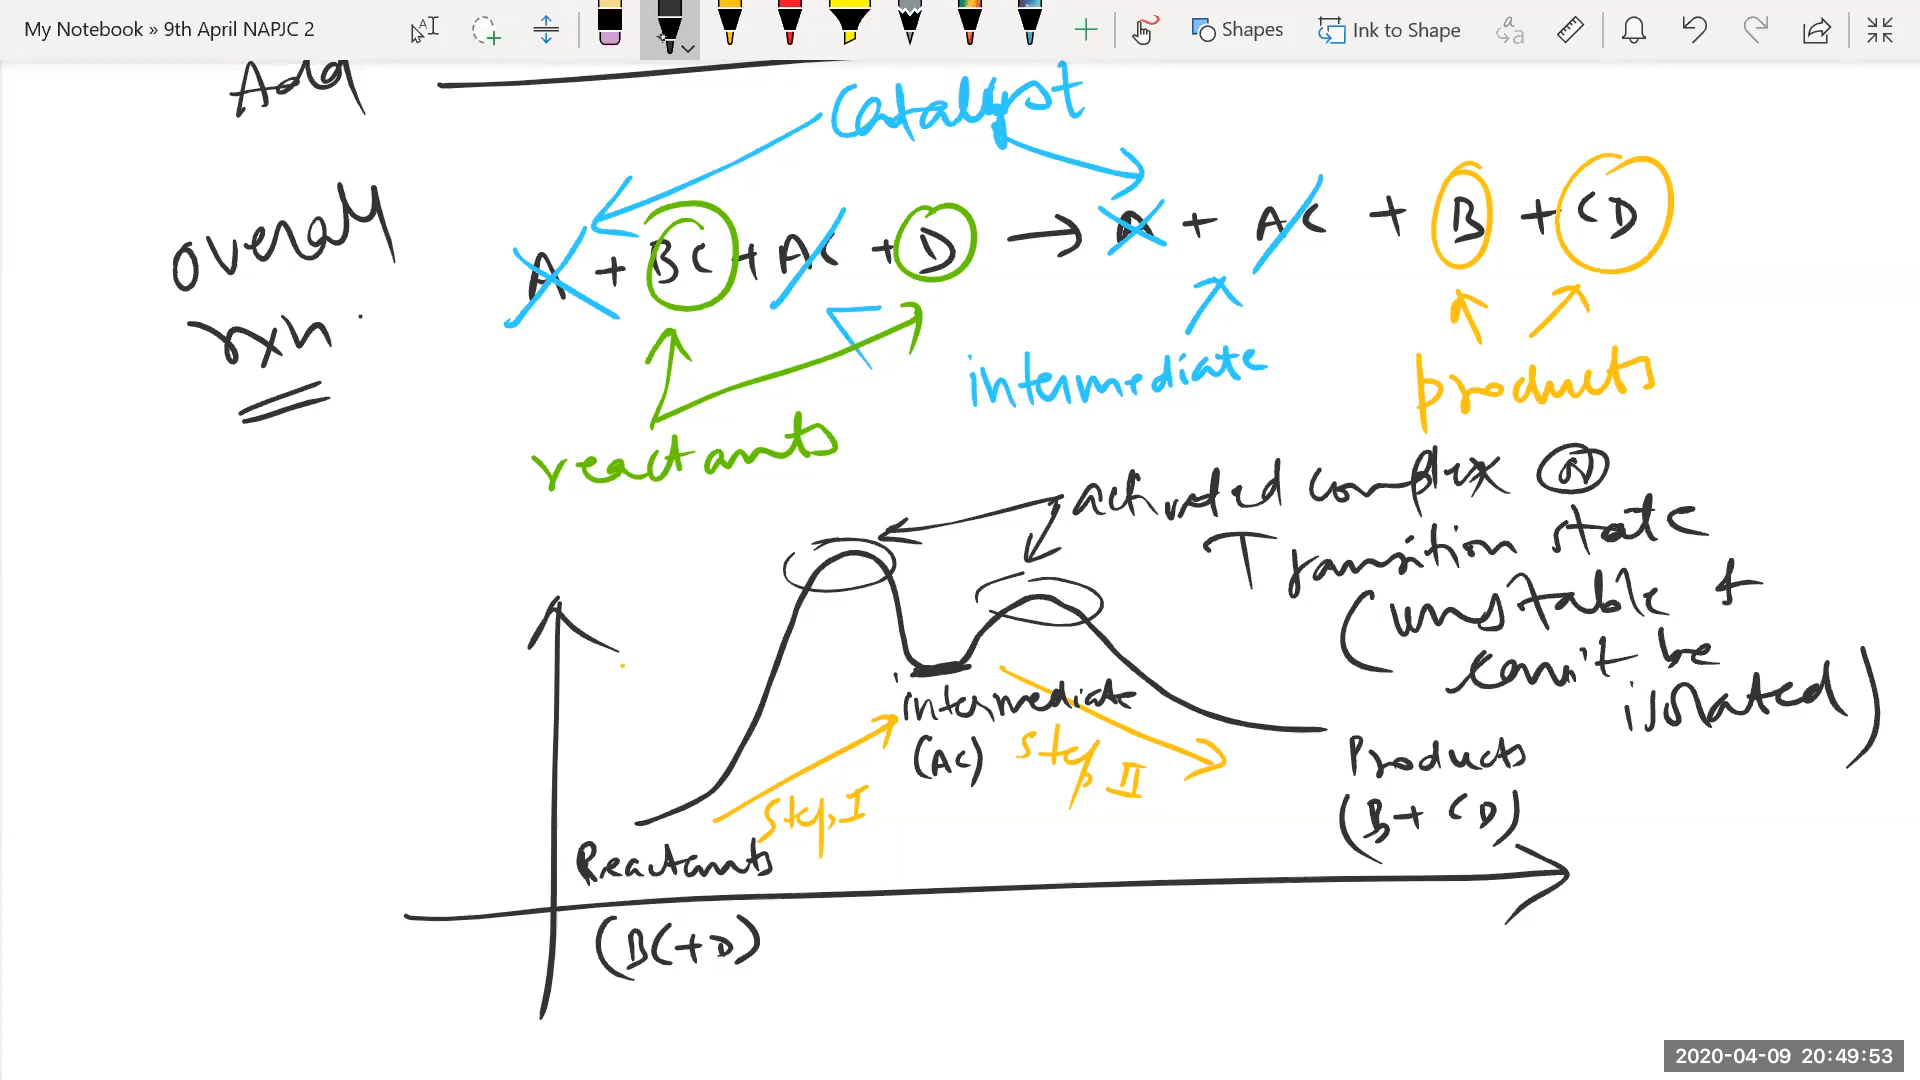 My Notebook » 9th April NAPJC 2
Shapes
Ink to Shape
Add
Catalyst
overall
rxn.
A + BC + AC + D → A + AC + B + CD
intermediate
products
reactants
activated complex or
Transition state
(unstable +
can't be
isolated)
intermediate
(AC)
Step I
Step II
Products
(B + CD)
Reactants
(BC + D)
2020-04-09 20:49:53